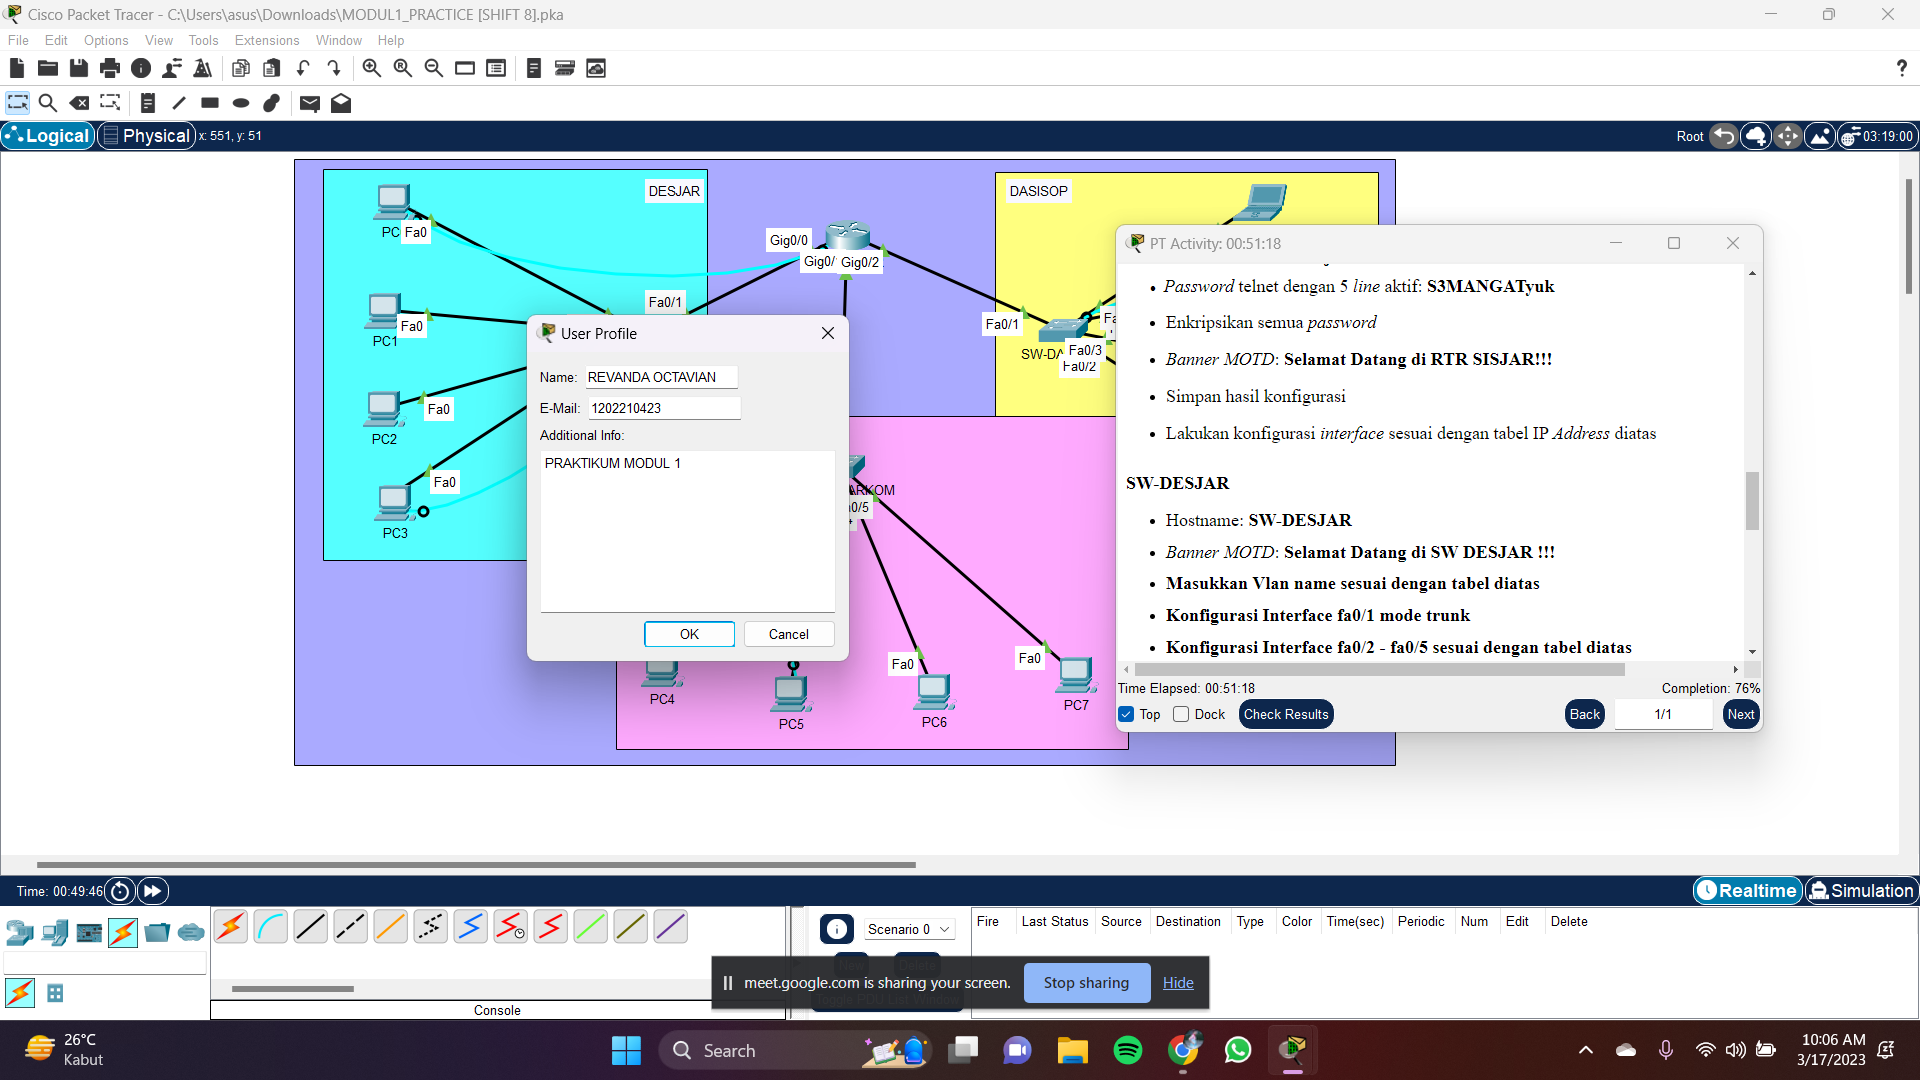 Cisco Packet Tracer - C:\Users\asus\Downloads\MODUL1_PRACTICE [SHIFT 8].pka
File Edit Options View Tools Extensions Window Help
Logical Physical x: 551, y: 51
Root 03:19:00
DESJAR
DASISOP
PC
Fa0
Gig0/0
Gig0/
Gig0/2
Fa0/1
Fa0
PC1
Fa0
PC2
Fa0
PC3
Fa0/1
SW-DA
Fa0/3
Fa0/2
Fa
ARKOM
0/5
PC4
PC5
Fa0
PC6
Fa0
PC7
User Profile
Name: REVANDA OCTAVIAN
E-Mail: 1202210423
Additional Info:
PRAKTIKUM MODUL 1
OK Cancel
PT Activity: 00:51:18
• Password telnet dengan 5 line aktif: S3MANGATyuk
• Enkripsikan semua password
• Banner MOTD: Selamat Datang di RTR SISJAR!!!
• Simpan hasil konfigurasi
• Lakukan konfigurasi interface sesuai dengan tabel IP Address diatas
SW-DESJAR
• Hostname: SW-DESJAR
• Banner MOTD: Selamat Datang di SW DESJAR !!!
• Masukkan Vlan name sesuai dengan tabel diatas
• Konfigurasi Interface fa0/1 mode trunk
• Konfigurasi Interface fa0/2 - fa0/5 sesuai dengan tabel diatas
Time Elapsed: 00:51:18 Completion: 76%
Top Dock Check Results Back 1/1 Next
Time: 00:49:46
Realtime Simulation
Scenario 0
Fire Last Status Source Destination Type Color Time(sec) Periodic Num Edit Delete
meet.google.com is sharing your screen. Stop sharing Hide
Console
26°C
Kabut
Search
10:06 AM
3/17/2023